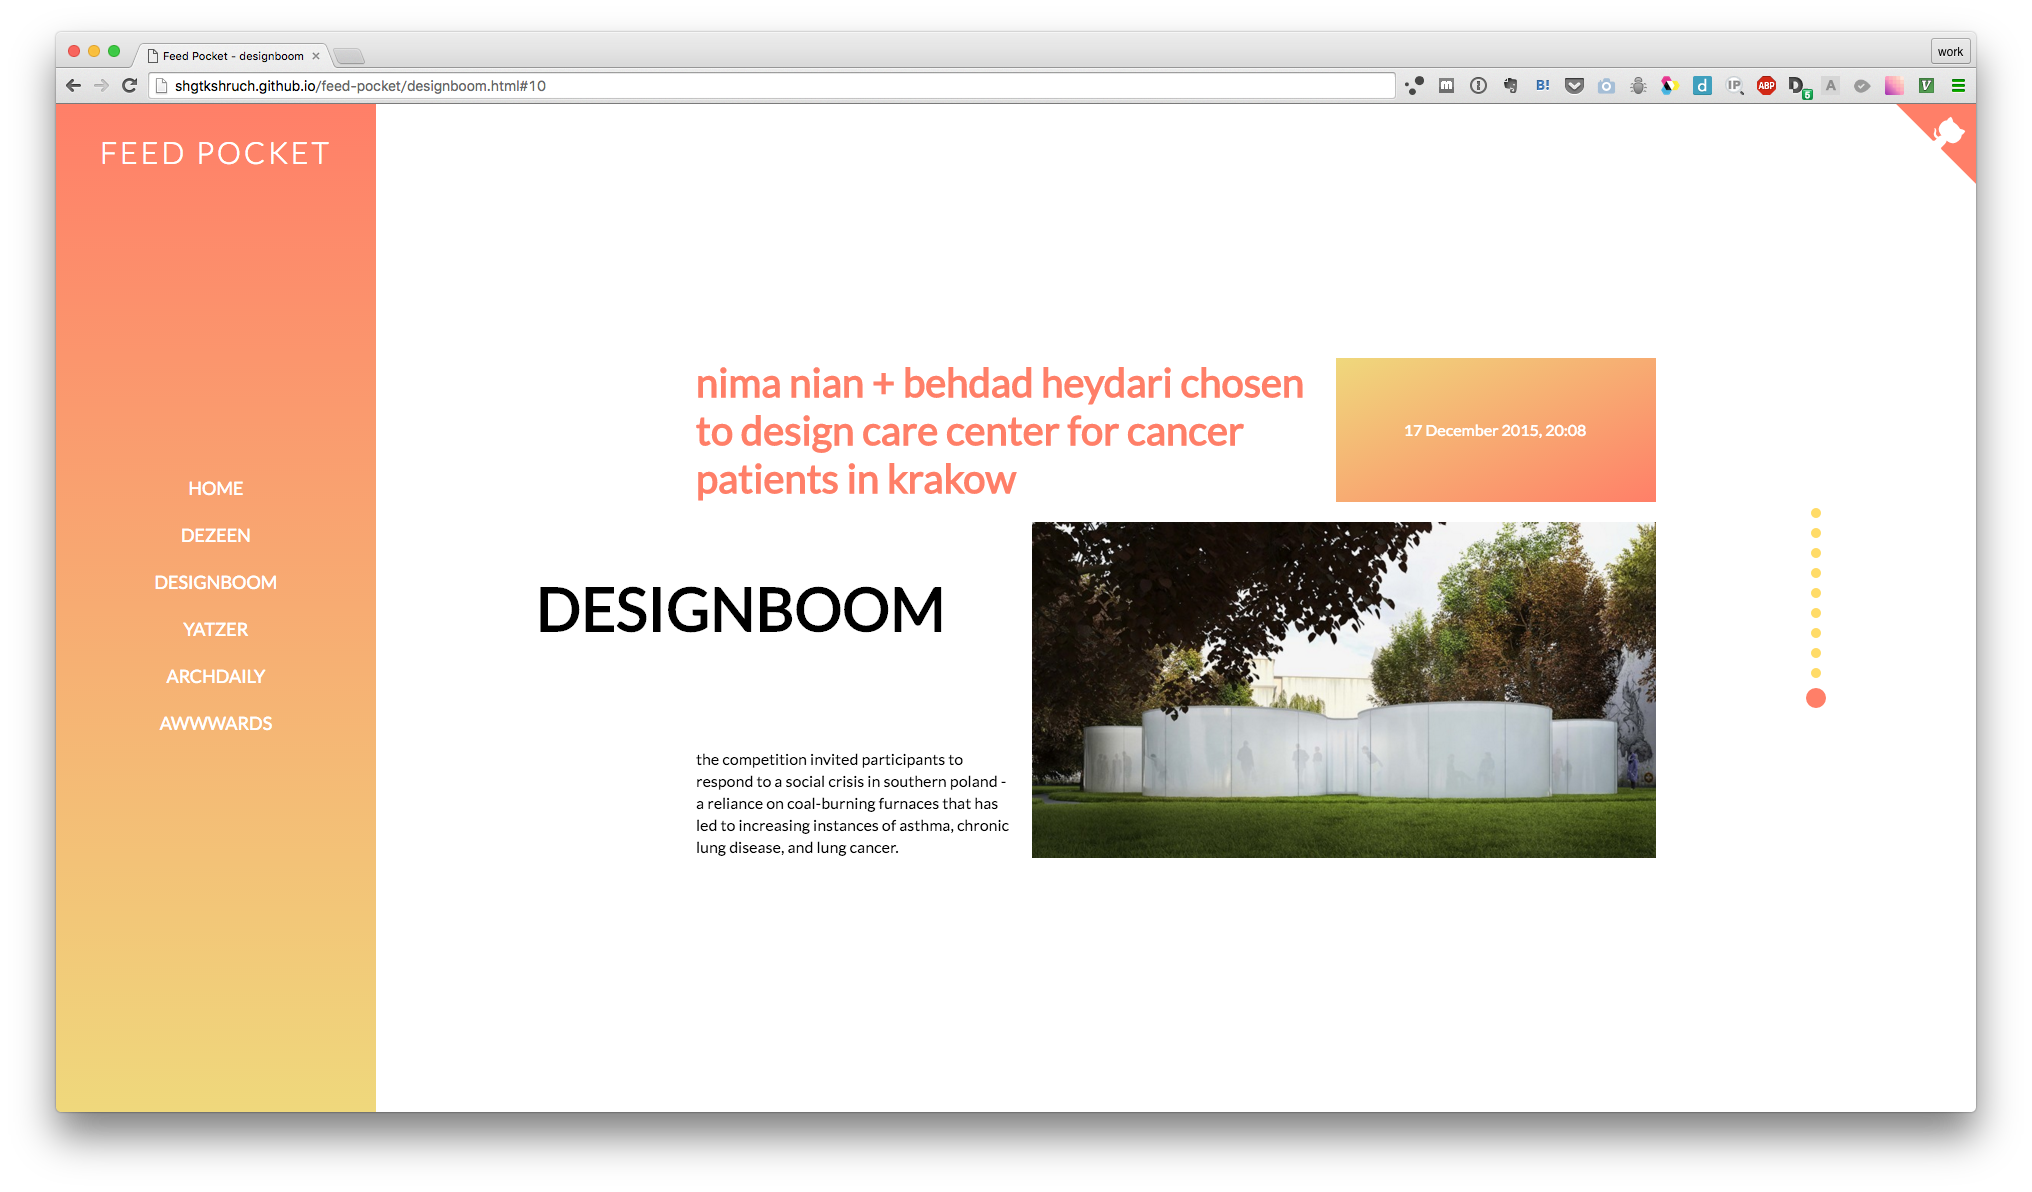 Feed Pocket - designboom
work
shgtkshruch.github.io/feed-pocket/designboom.html#10
m
B!
d
IP
ABP
D
6
A
V
FEED POCKET
HOME
DEZEEN
DESIGNBOOM
YATZER
ARCHDAILY
AWWWARDS
nima nian + behdad heydari chosen
to design care center for cancer
patients in krakow
17 December 2015, 20:08
DESIGNBOOM
the competition invited participants to
respond to a social crisis in southern poland -
a reliance on coal-burning furnaces that has
led to increasing instances of asthma, chronic
lung disease, and lung cancer.